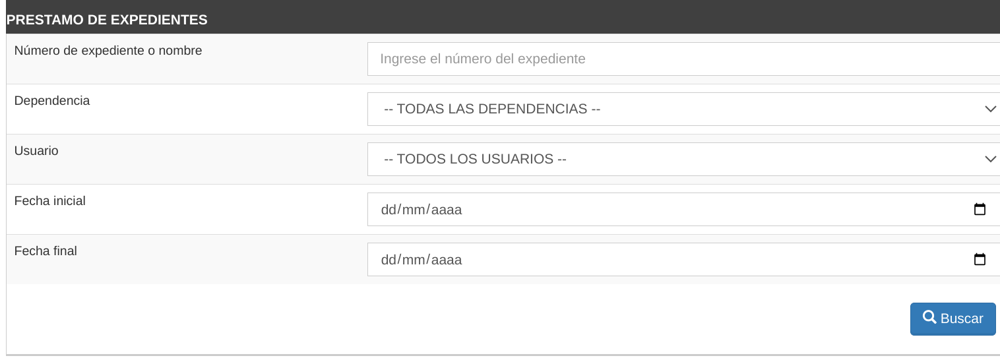 PRESTAMO DE EXPEDIENTES
Número de expediente o nombre
Ingrese el número del expediente
Dependencia
-- TODAS LAS DEPENDENCIAS --
Usuario
-- TODOS LOS USUARIOS --
Fecha inicial
dd/mm/aaaa
Fecha final
dd/mm/aaaa
Buscar